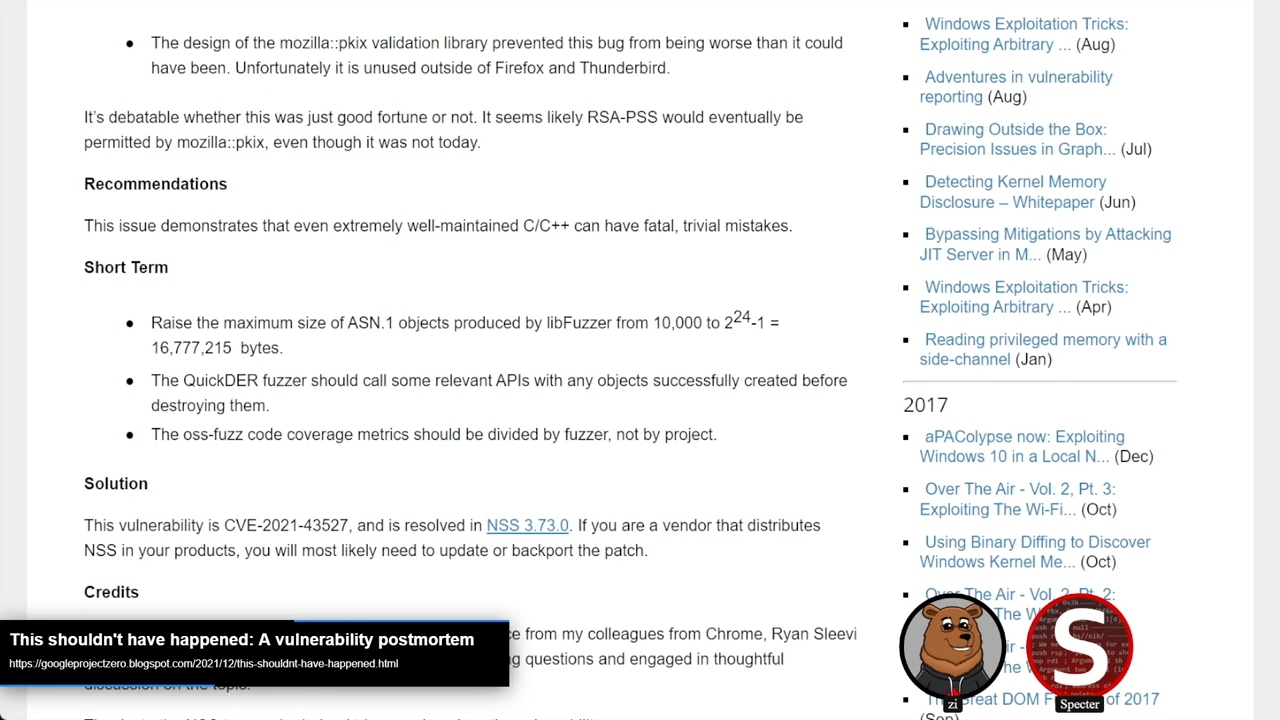 The design of the mozilla::pkix validation library prevented this bug from being worse than it could
have been. Unfortunately it is unused outside of Firefox and Thunderbird.
It's debatable whether this was just good fortune or not. It seems likely RSA-PSS would eventually be
permitted by mozilla::pkix, even though it was not today.
Recommendations
This issue demonstrates that even extremely well-maintained C/C++ can have fatal, trivial mistakes.
Short Term
Raise the maximum size of ASN.1 objects produced by libFuzzer from 10,000 to 2^24-1 =
16,777,215 bytes.
The QuickDER fuzzer should call some relevant APIs with any objects successfully created before
destroying them.
The oss-fuzz code coverage metrics should be divided by fuzzer, not by project.
Solution
This vulnerability is CVE-2021-43527, and is resolved in NSS 3.73.0. If you are a vendor that distributes
NSS in your products, you will most likely need to update or backport the patch.
Credits
from my colleagues from Chrome, Ryan Sleevi
questions and engaged in thoughtful
Windows Exploitation Tricks:
Exploiting Arbitrary ... (Aug)
Adventures in vulnerability
reporting (Aug)
Drawing Outside the Box:
Precision Issues in Graph... (Jul)
Detecting Kernel Memory
Disclosure – Whitepaper (Jun)
Bypassing Mitigations by Attacking
JIT Server in M... (May)
Windows Exploitation Tricks:
Exploiting Arbitrary ... (Apr)
Reading privileged memory with a
side-channel (Jan)
2017
aPAColypse now: Exploiting
Windows 10 in a Local N... (Dec)
Over The Air - Vol. 2, Pt. 3:
Exploiting The Wi-Fi... (Oct)
Using Binary Diffing to Discover
Windows Kernel Me... (Oct)
Over The Air - Vol. 2, Pt. 2:
Great DOM of 2017
This shouldn't have happened: A vulnerability postmortem
https://googleprojectzero.blogspot.com/2021/12/this-shouldnt-have-happened.html
S
zi
Specter